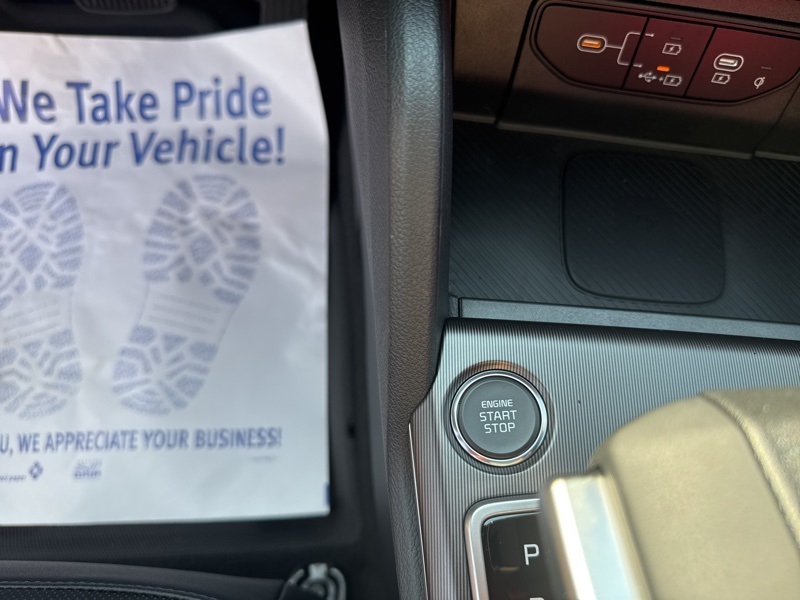 We Take Pride
n Your Vehicle!
U, WE APPRECIATE YOUR BUSINESS!
ENGINE
START
STOP
P